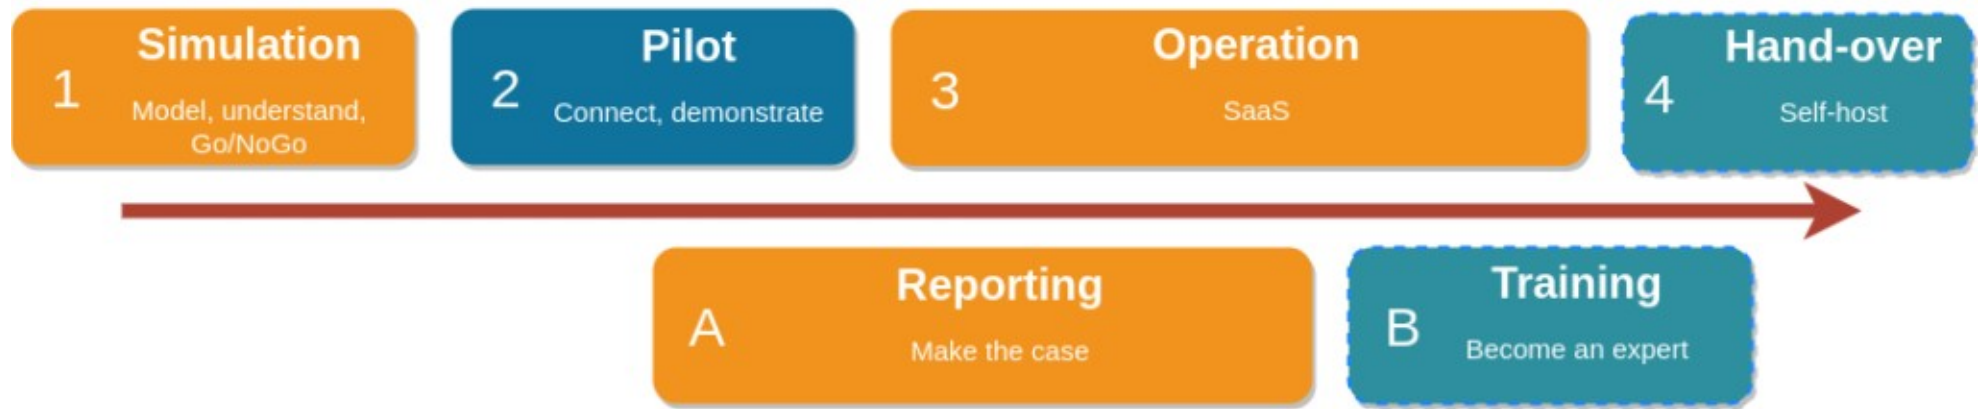 1
Simulation
Model, understand,
Go/NoGo
2
Pilot
Connect, demonstrate
3
Operation
SaaS
4
Hand-over
Self-host
A
Reporting
Make the case
B
Training
Become an expert